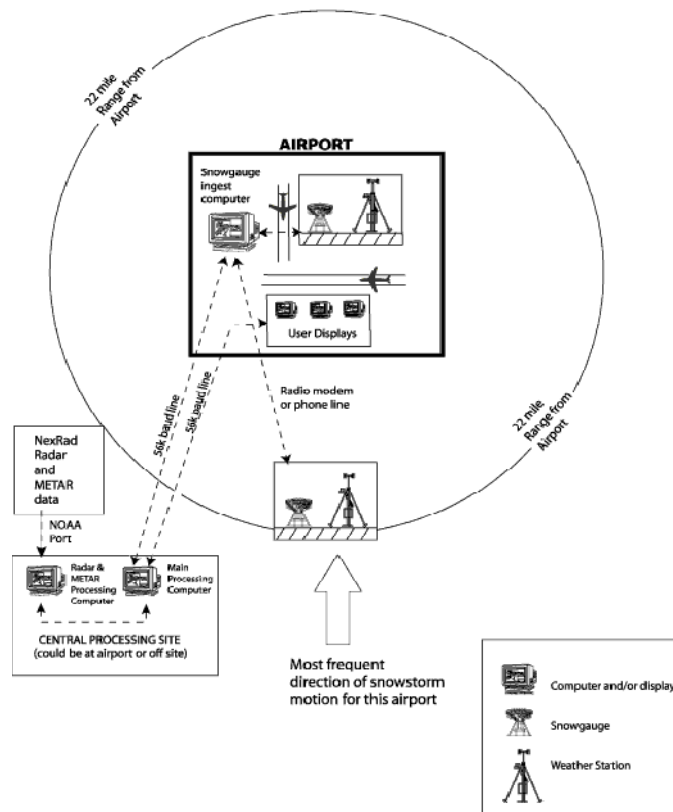 22 mile
Range from
Airport
AIRPORT
Snowgauge
ingest
computer
User Displays
56k baud line
56k baud line
Radio modem
or phone line
22 mile
Range from
Airport
NexRad
Radar
and
METAR
data
NOAA
Port
Radar &
METAR
Processing
Computer
Main
Processing
Computer
CENTRAL PROCESSING SITE
(could be at airport or off site)
Most frequent
direction of snowstorm
motion for this airport
Computer and/or display
Snowgauge
Weather Station